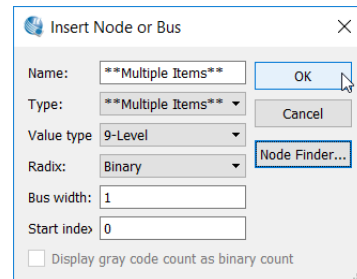 Insert Node or Bus
Name: **Multiple Items** OK
Type: **Multiple Items** Cancel
Value type 9-Level
Node Finder...
Radix: Binary
Bus width: 1
Start index 0
Display gray code count as binary count